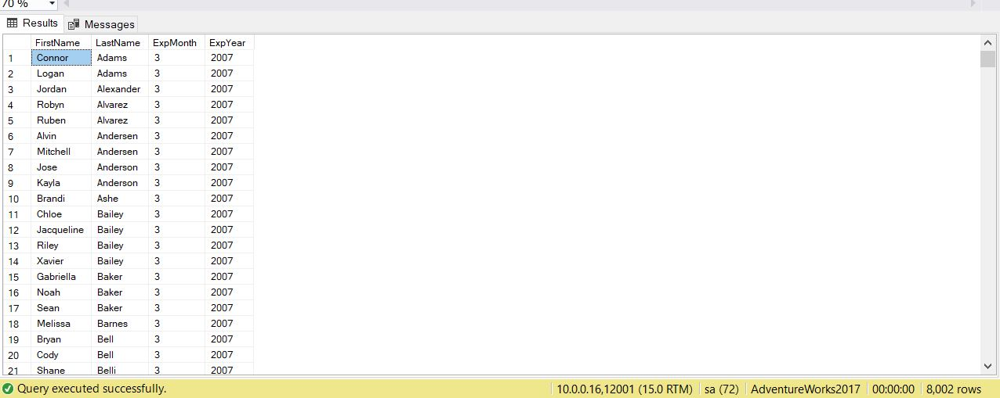 70 %
Results Messages
FirstName LastName ExpMonth ExpYear
1 Connor Adams 3 2007
2 Logan Adams 3 2007
3 Jordan Alexander 3 2007
4 Robyn Alvarez 3 2007
5 Ruben Alvarez 3 2007
6 Alvin Andersen 3 2007
7 Mitchell Andersen 3 2007
8 Jose Anderson 3 2007
9 Kayla Anderson 3 2007
10 Brandi Ashe 3 2007
11 Chloe Bailey 3 2007
12 Jacqueline Bailey 3 2007
13 Riley Bailey 3 2007
14 Xavier Bailey 3 2007
15 Gabriella Baker 3 2007
16 Noah Baker 3 2007
17 Sean Baker 3 2007
18 Melissa Barnes 3 2007
19 Bryan Bell 3 2007
20 Cody Bell 3 2007
21 Shane Belli 3 2007
Query executed successfully. 10.0.0.16,12001 (15.0 RTM) sa (72) AdventureWorks2017 00:00:00 8,002 rows